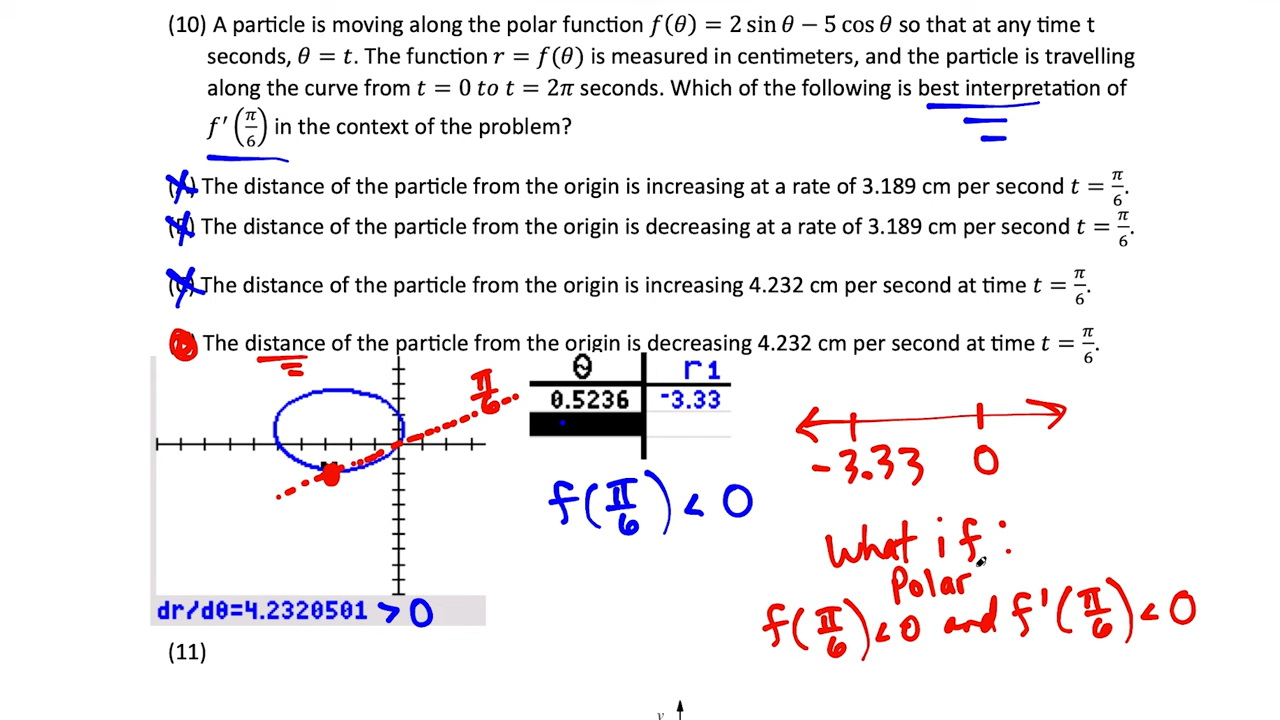 (10) A particle is moving along the polar function f(θ) = 2 sin θ − 5 cos θ so that at any time t
seconds, θ = t. The function r = f(θ) is measured in centimeters, and the particle is travelling
along the curve from t = 0 to t = 2π seconds. Which of the following is best interpretation of
f′(π/6) in the context of the problem?
The distance of the particle from the origin is increasing at a rate of 3.189 cm per second t = π/6.
The distance of the particle from the origin is decreasing at a rate of 3.189 cm per second t = π/6.
The distance of the particle from the origin is increasing 4.232 cm per second at time t = π/6.
The distance of the particle from the origin is decreasing 4.232 cm per second at time t = π/6.
π/6
θ r1
0.5236 -3.33
-3.33 0
f(π/6) < 0
What if:
Polar
f(π/6) < 0 and f'(π/6) < 0
dr/dθ=4.2320501 > 0
(11)
y